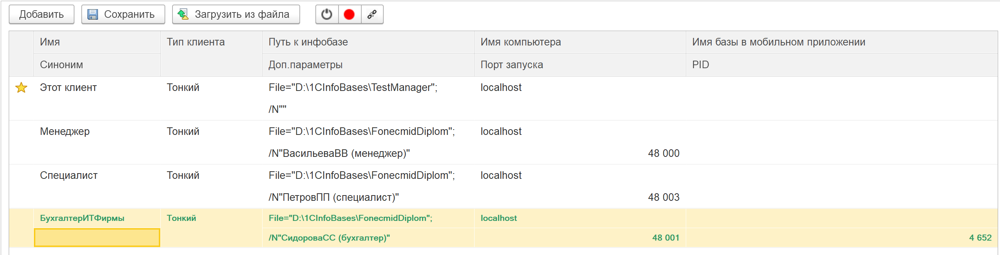 Добавить Сохранить Загрузить из файла
Имя Тип клиента Путь к инфобазе Имя компьютера Имя базы в мобильном приложении
Синоним Доп.параметры Порт запуска PID
Этот клиент Тонкий File="D:\1CInfoBases\TestManager"; localhost
/N""
Менеджер Тонкий File="D:\1CInfoBases\FonecmidDiplom"; localhost
/N"ВасильеваВВ (менеджер)" 48 000
Специалист Тонкий File="D:\1CInfoBases\FonecmidDiplom"; localhost
/N"ПетровПП (специалист)" 48 003
БухгалтерИТФирмы Тонкий File="D:\1CInfoBases\FonecmidDiplom"; localhost
/N"СидороваСС (бухгалтер)" 48 001 4 652